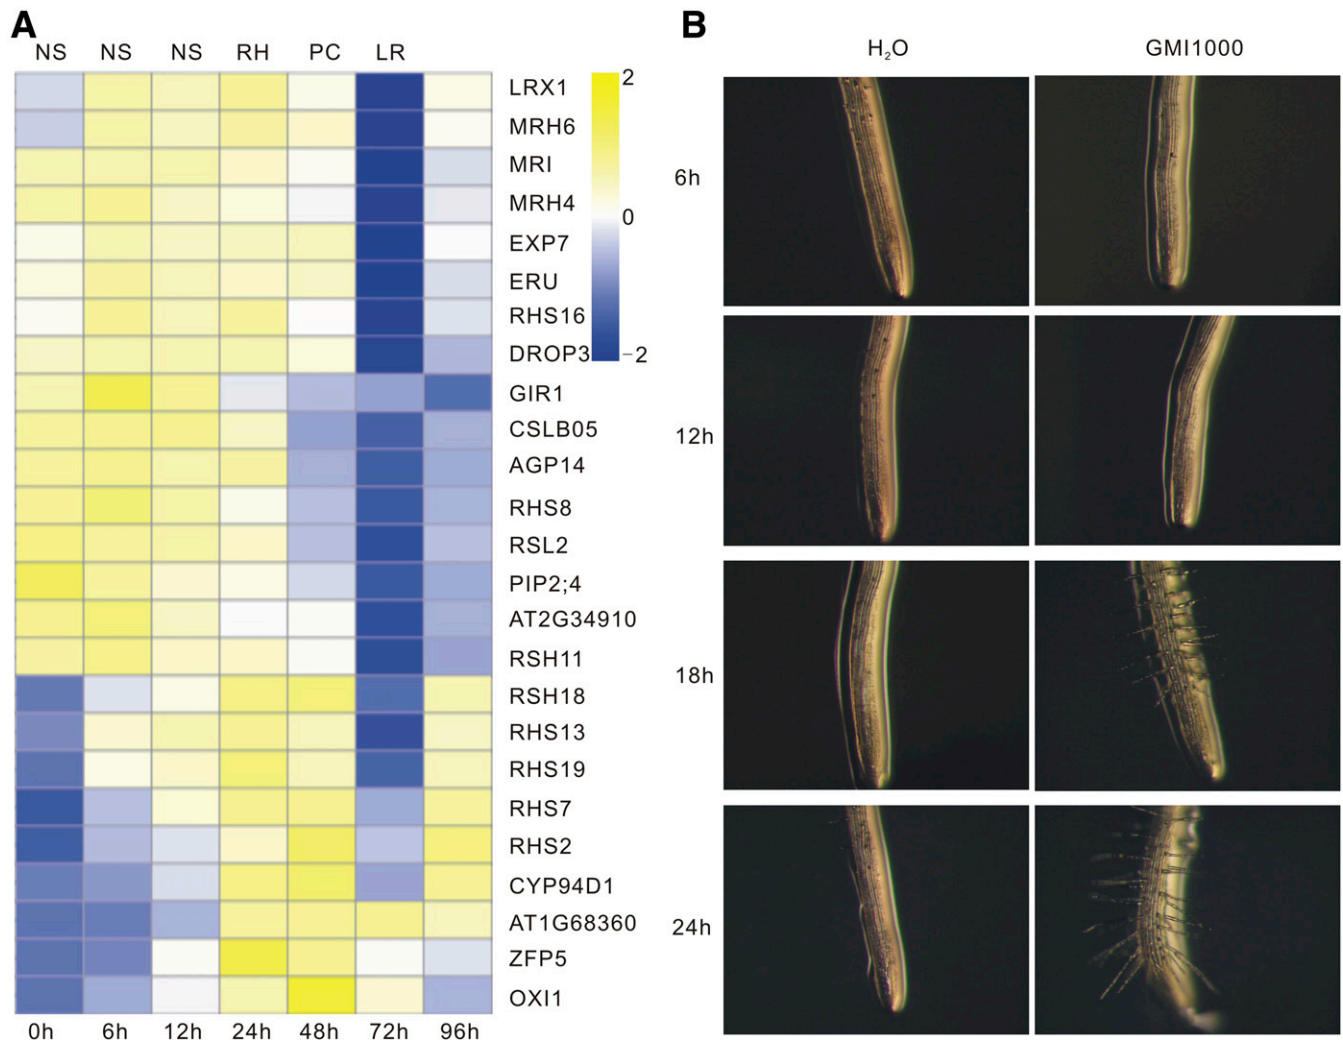 A
NS NS NS RH PC LR
LRX1
MRH6
MRI
MRH4
EXP7
ERU
RHS16
DROP3
GIR1
CSLB05
AGP14
RHS8
RSL2
PIP2;4
AT2G34910
RSH11
RSH18
RHS13
RHS19
RHS7
RHS2
CYP94D1
AT1G68360
ZFP5
OXI1
2
0
−2
0h 6h 12h 24h 48h 72h 96h
B
H₂O GMI1000
6h
12h
18h
24h